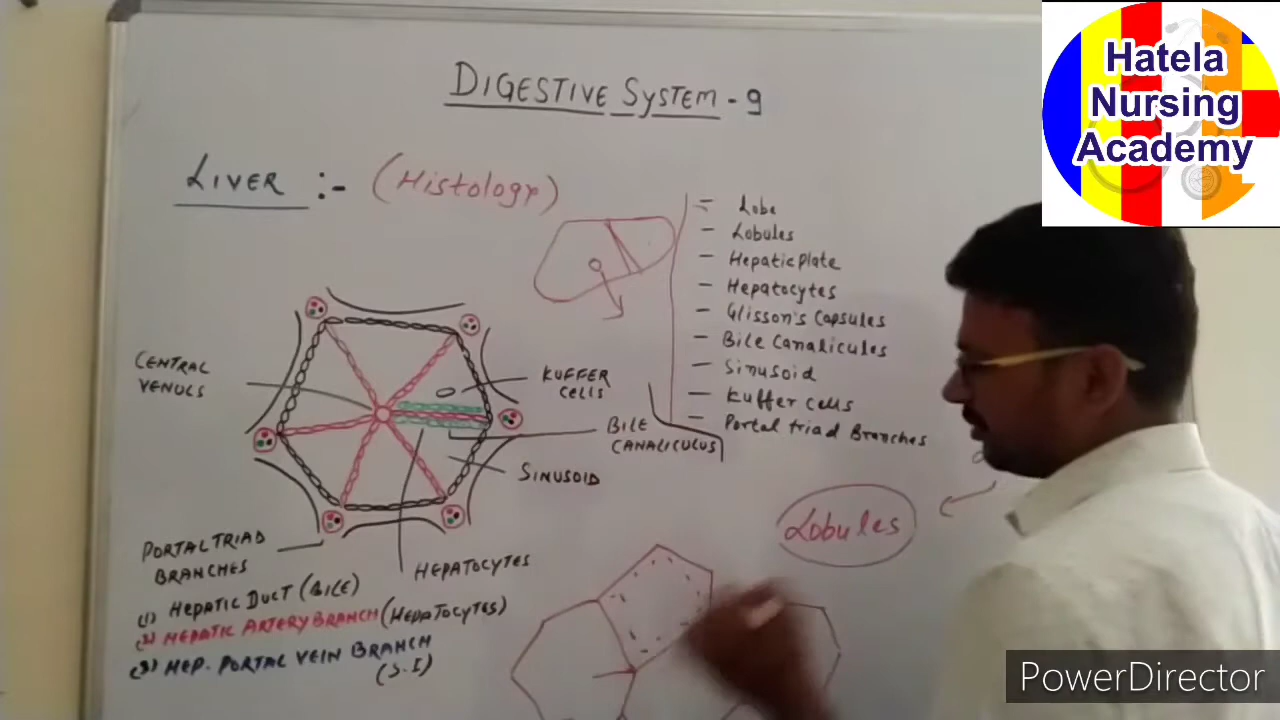 Hatela
Nursing
Academy
DIGESTIVE SYSTEM - 9
LIVER :- (Histology)
- Lobe
- Lobules
- Hepatic plate
- Hepatocytes
- Glisson's Capsules
- Bile Canalicules
- Sinusoid
- Kuffer cells
- Portal triad Branches
CENTRAL
VENULS
KUFFER
CELLS
BILE
CANALICULUS
SINUSOID
HEPATOCYTES
PORTAL TRIAD
BRANCHES
(1) HEPATIC DUCT (BILE)
(2) HEPATIC ARTERY BRANCH (HEPATOCYTES)
(3) HEP. PORTAL VEIN BRANCH
(S.I)
Lobules
PowerDirector